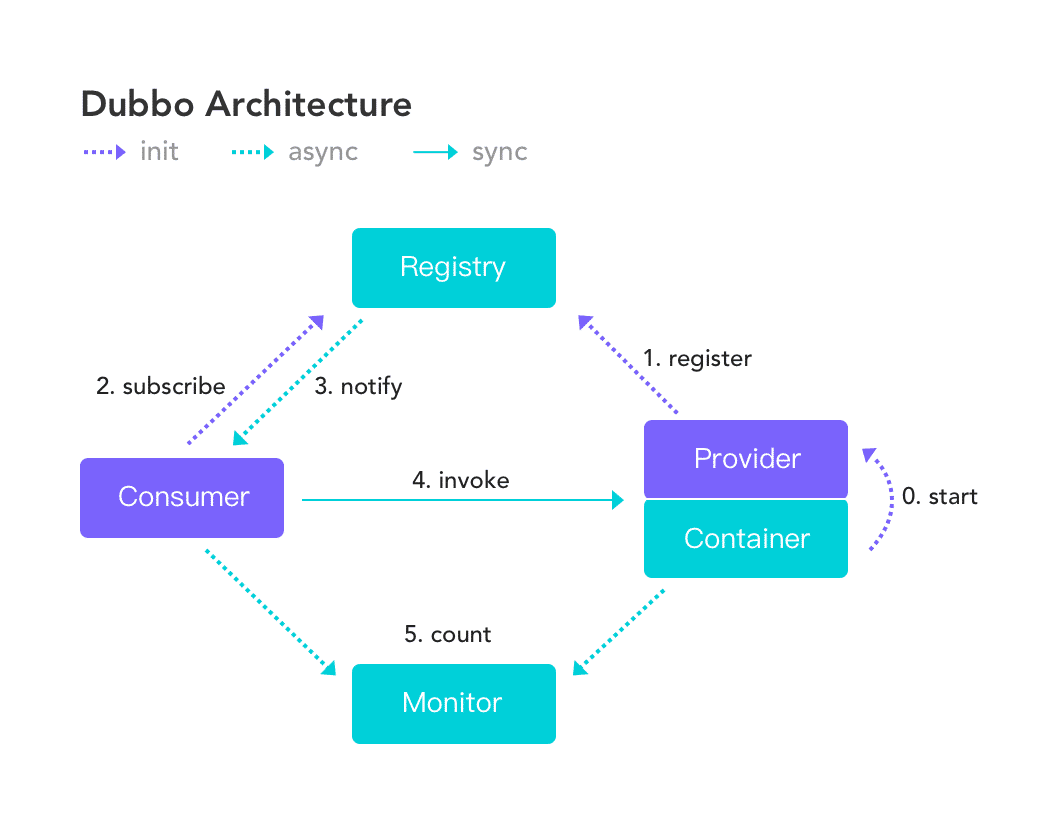 Dubbo Architecture
init async sync
Registry
1. register
2. subscribe
3. notify
Provider
4. invoke
Consumer
0. start
Container
5. count
Monitor